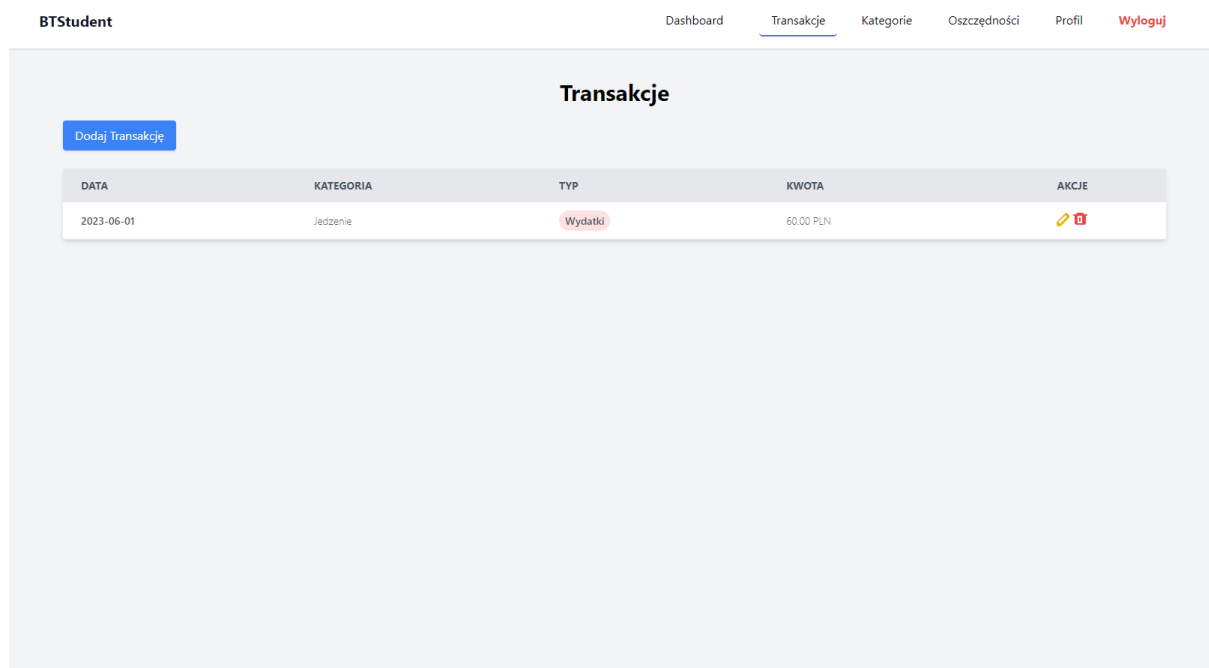 BTStudent Dashboard Transakcje Kategorie Oszczędności Profil Wyloguj
Transakcje
Dodaj Transakcję
DATA KATEGORIA TYP KWOTA AKCJE
2023-06-01 Jedzenie Wydatki 60.00 PLN